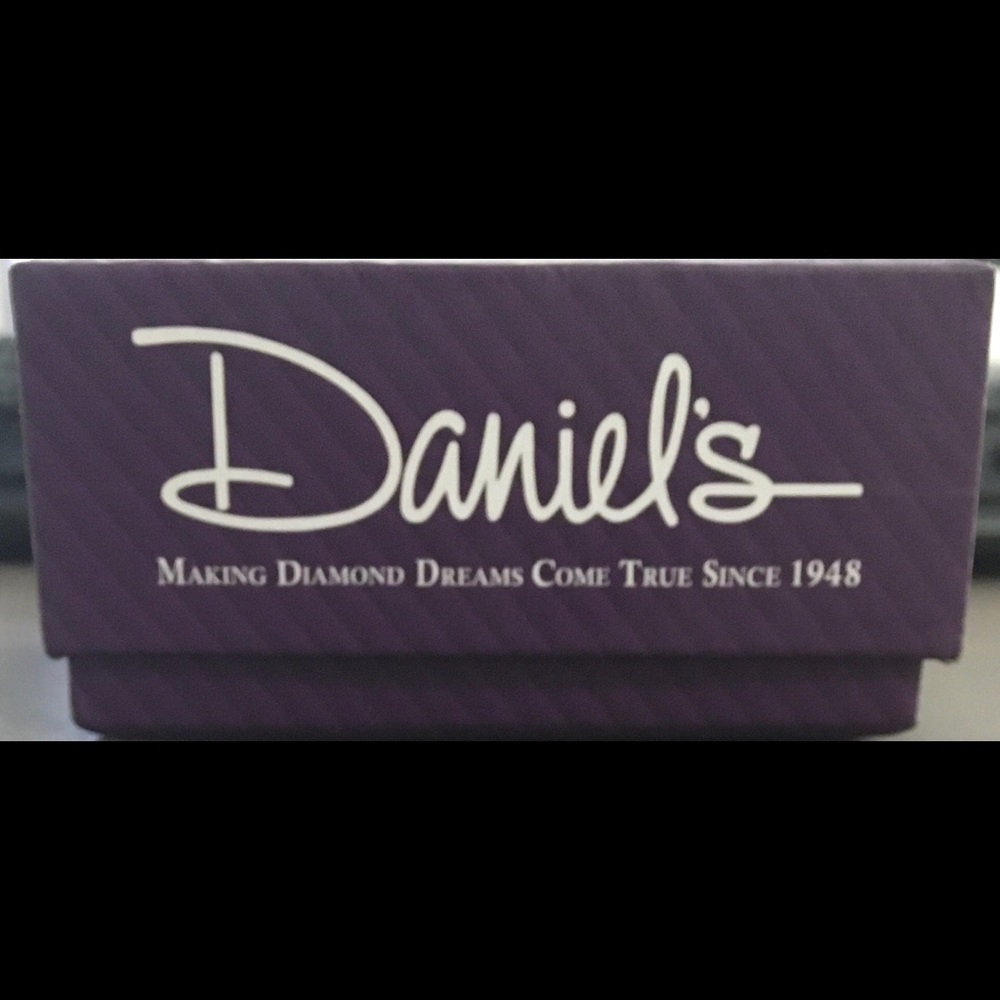 Daniel's
MAKING DIAMOND DREAMS COME TRUE SINCE 1948